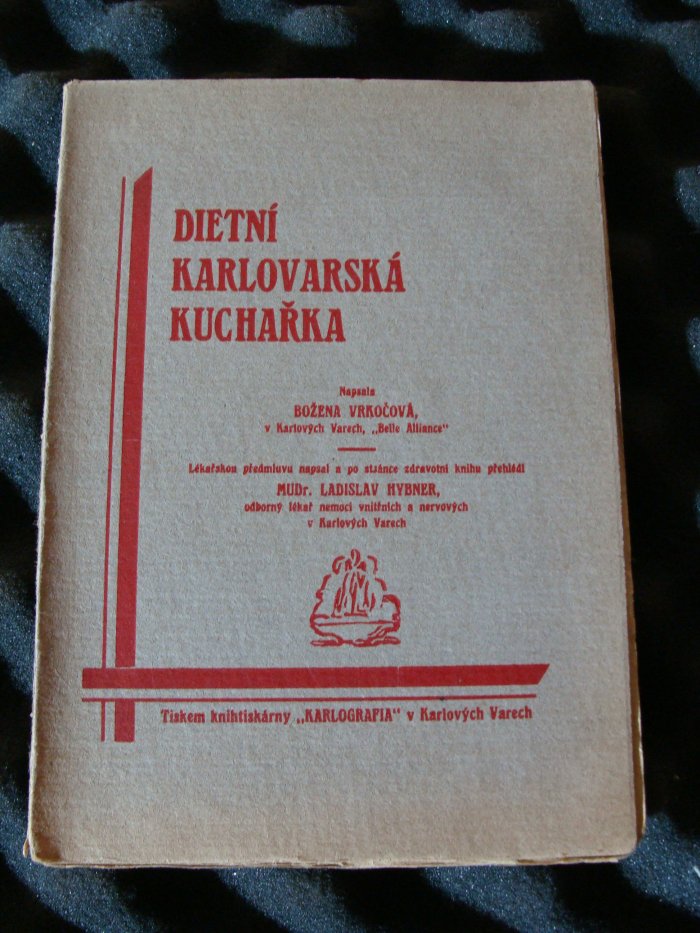 DIETNÍ
KARLOVARSKÁ
KUCHAŘKA
Napsala
BOŽENA VRKOČOVÁ,
v Karlových Varech, „Belle Alliance"
Lékařskou předmluvu napsal a po stránce zdravotní knihu přehlédl
MUDr. LADISLAV HYBNER,
odborný lékař nemocí vnitřních a nervových
v Karlových Varech
Tiskem knihtiskárny „KARLOGRAFIA" v Karlových Varech